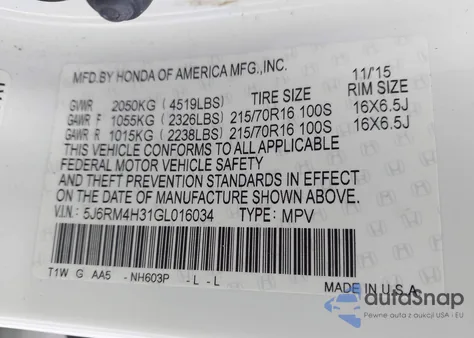 MFD.BY HONDA OF AMERICA MFG.,INC. 11/'15
GVWR 2050KG ( 4519LBS) TIRE SIZE RIM SIZE
GAWR F 1055KG ( 2326LBS) 215/70R16 100S 16X6.5J
GAWR R 1015KG ( 2238LBS) 215/70R16 100S 16X6.5J
THIS VEHICLE CONFORMS TO ALL APPLICABLE
FEDERAL MOTOR VEHICLE SAFETY
AND THEFT PREVENTION STANDARDS IN EFFECT
ON THE DATE OF MANUFACTURE SHOWN ABOVE.
V.I.N.: 5J6RM4H31GL016034 TYPE: MPV
T1W G AA5 - NH603P - L - L MADE IN U.S.A.
autoSnap
Pewne auta z aukcji USA i EU